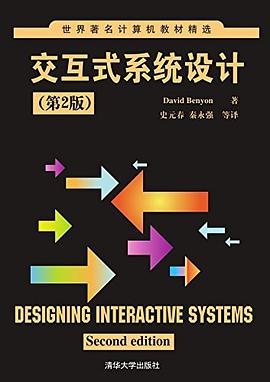 世界著名计算机教材精选
交互式系统设计
（第2版）
David Benyon 著
史元春 秦永强 等译
DESIGNING INTERACTIVE SYSTEMS
Second edition
清华大学出版社